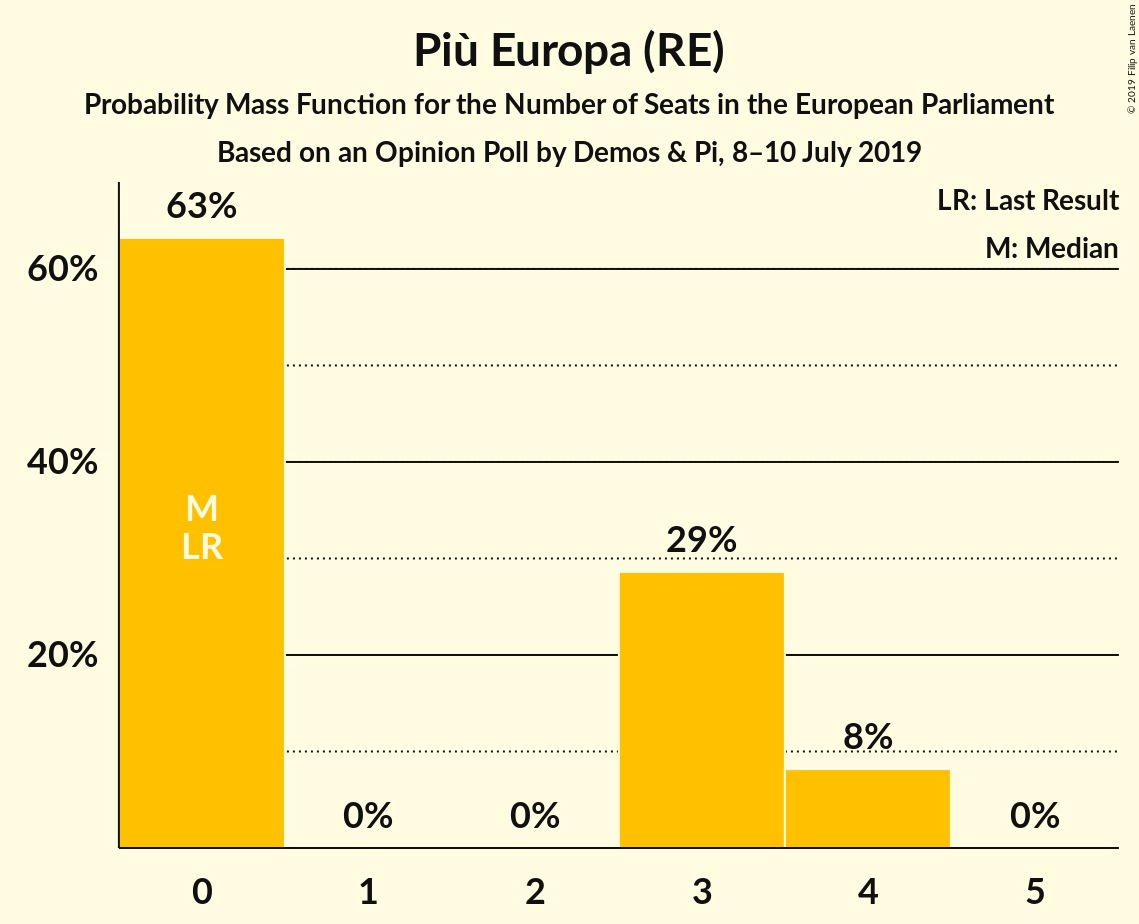 Più Europa (RE)
Probability Mass Function for the Number of Seats in the European Parliament
Based on an Opinion Poll by Demos & Pi, 8–10 July 2019
© 2019 Filip van Laenen
LR: Last Result
M: Median
63%
60%
40%
20%
M
LR
0%
0%
29%
8%
0%
0
1
2
3
4
5